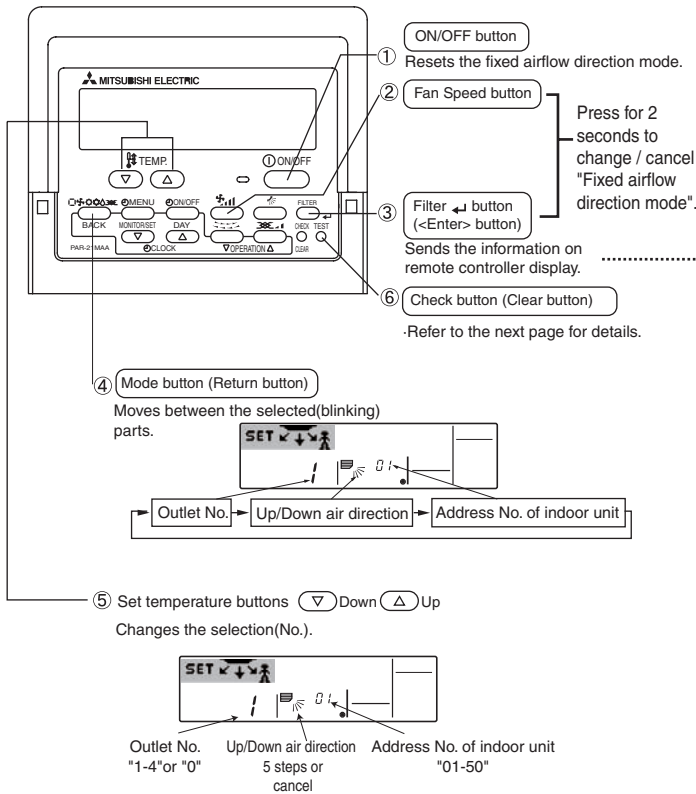 ① ON/OFF button
Resets the fixed airflow direction mode.
② Fan Speed button
Press for 2
seconds to
change / cancel
"Fixed airflow
direction mode".
③ Filter ↵ button
(<Enter> button)
Sends the information on
remote controller display.
⑥ Check button (Clear button)
·Refer to the next page for details.
MITSUBISHI ELECTRIC
TEMP.
ON/OFF
MENU
ON/OFF
FILTER
BACK
MONITOR/SET
DAY
CHECK
TEST
PAR-21MAA
CLOCK
▽OPERATION△
CLEAR
④ Mode button (Return button)
Moves between the selected(blinking)
parts.
SET
1 01
Outlet No. Up/Down air direction Address No. of indoor unit
⑤ Set temperature buttons ▽ Down △ Up
Changes the selection(No.).
SET
1 01
Outlet No. Up/Down air direction Address No. of indoor unit
"1-4"or "0" 5 steps or "01-50"
cancel